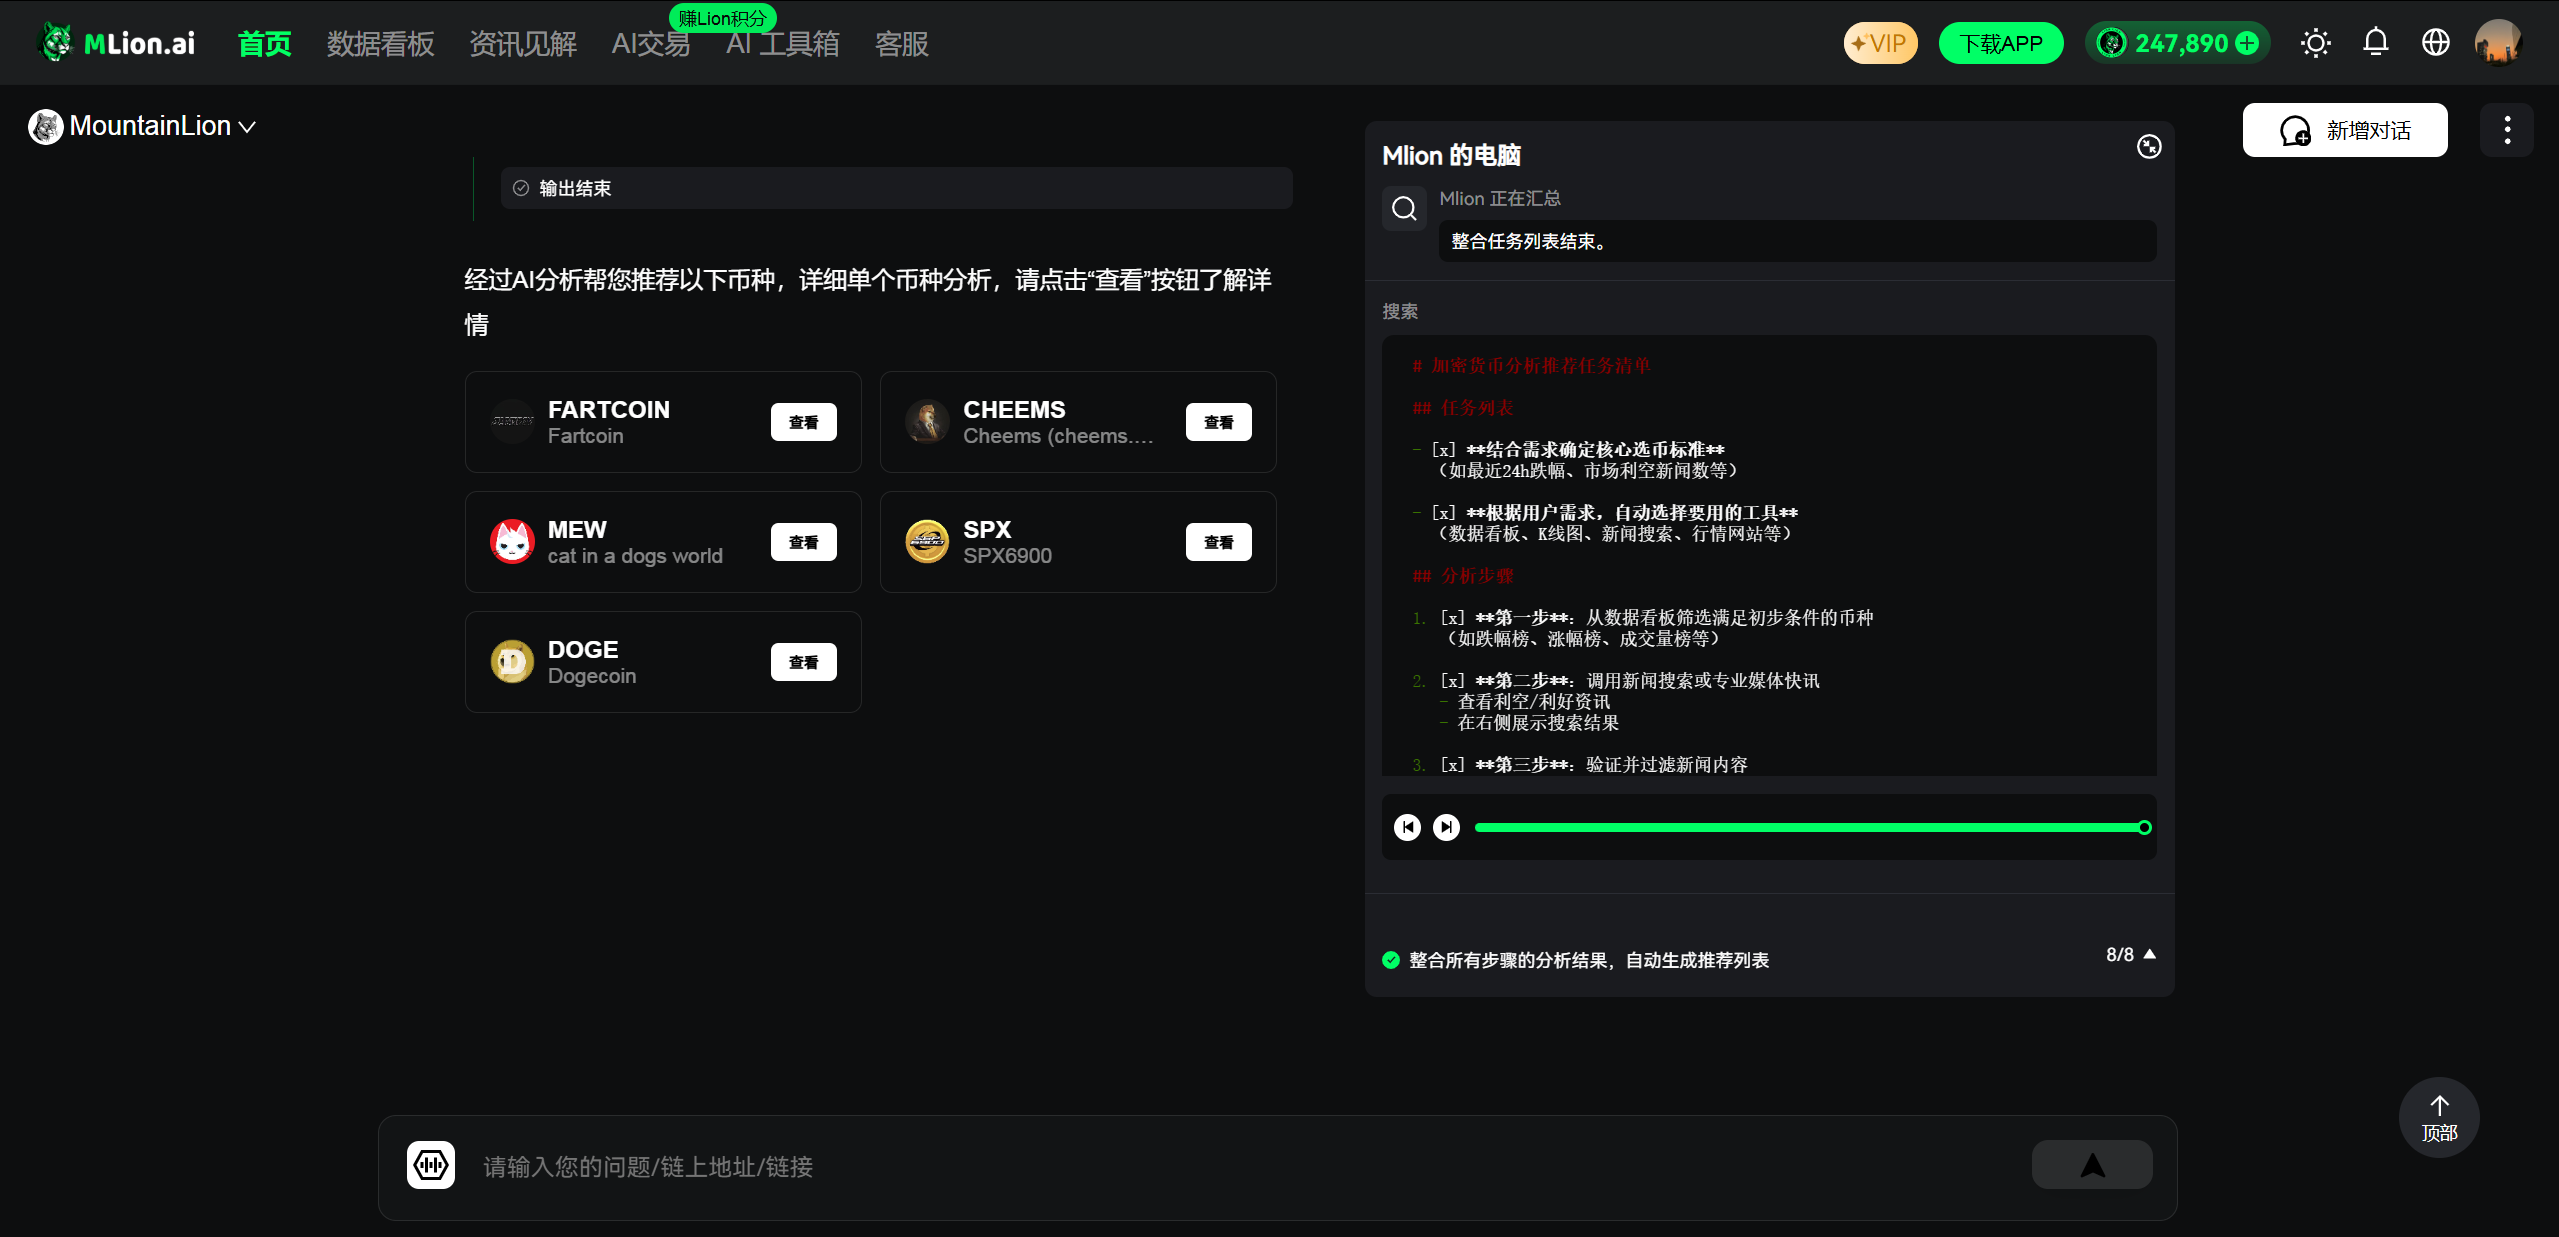 MLion.ai
首页
数据看板
资讯见解
AI交易
赚Lion积分
AI 工具箱
客服
VIP
下载APP
247,890
MountainLion
新增对话
输出结束
经过AI分析帮您推荐以下币种，详细单个币种分析，请点击“查看”按钮了解详
情
FARTCOIN
Fartcoin
查看
CHEEMS
Cheems (cheems....
查看
MEW
cat in a dogs world
查看
SPX
SPX6900
查看
DOGE
Dogecoin
查看
Mlion 的电脑
Mlion 正在汇总
整合任务列表结束。
搜索
# 加密货币分析推荐任务清单
## 任务列表
- [x] **结合需求确定核心选币标准**
（如最近24h跌幅、市场利空新闻数等）
- [x] **根据用户需求，自动选择要用的工具**
（数据看板、K线图、新闻搜索、行情网站等）
## 分析步骤
1. [x] **第一步**：从数据看板筛选满足初步条件的币种
（如跌幅榜、涨幅榜、成交量榜等）
2. [x] **第二步**：调用新闻搜索或专业媒体快讯
- 查看利空/利好资讯
- 在右侧展示搜索结果
3. [x] **第三步**：验证并过滤新闻内容
整合所有步骤的分析结果，自动生成推荐列表
8/8
顶部
请输入您的问题/链上地址/链接